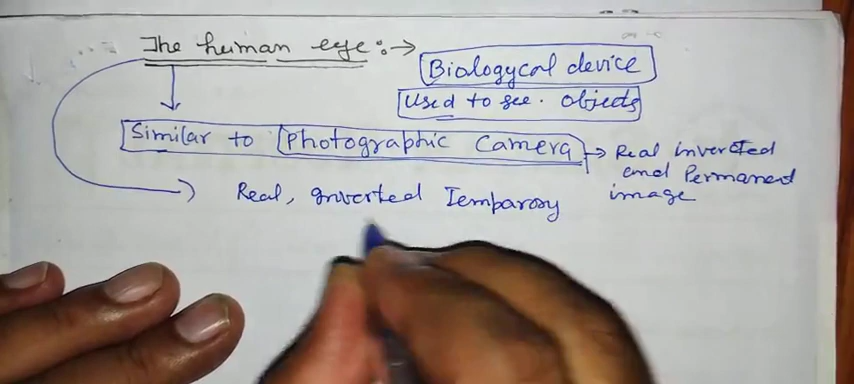 The human eye :→
Biologycal device
Used to see. objects
Similar to Photographic Camera → Real inverted
and Permanent
image
Real, Inverted Temparosy